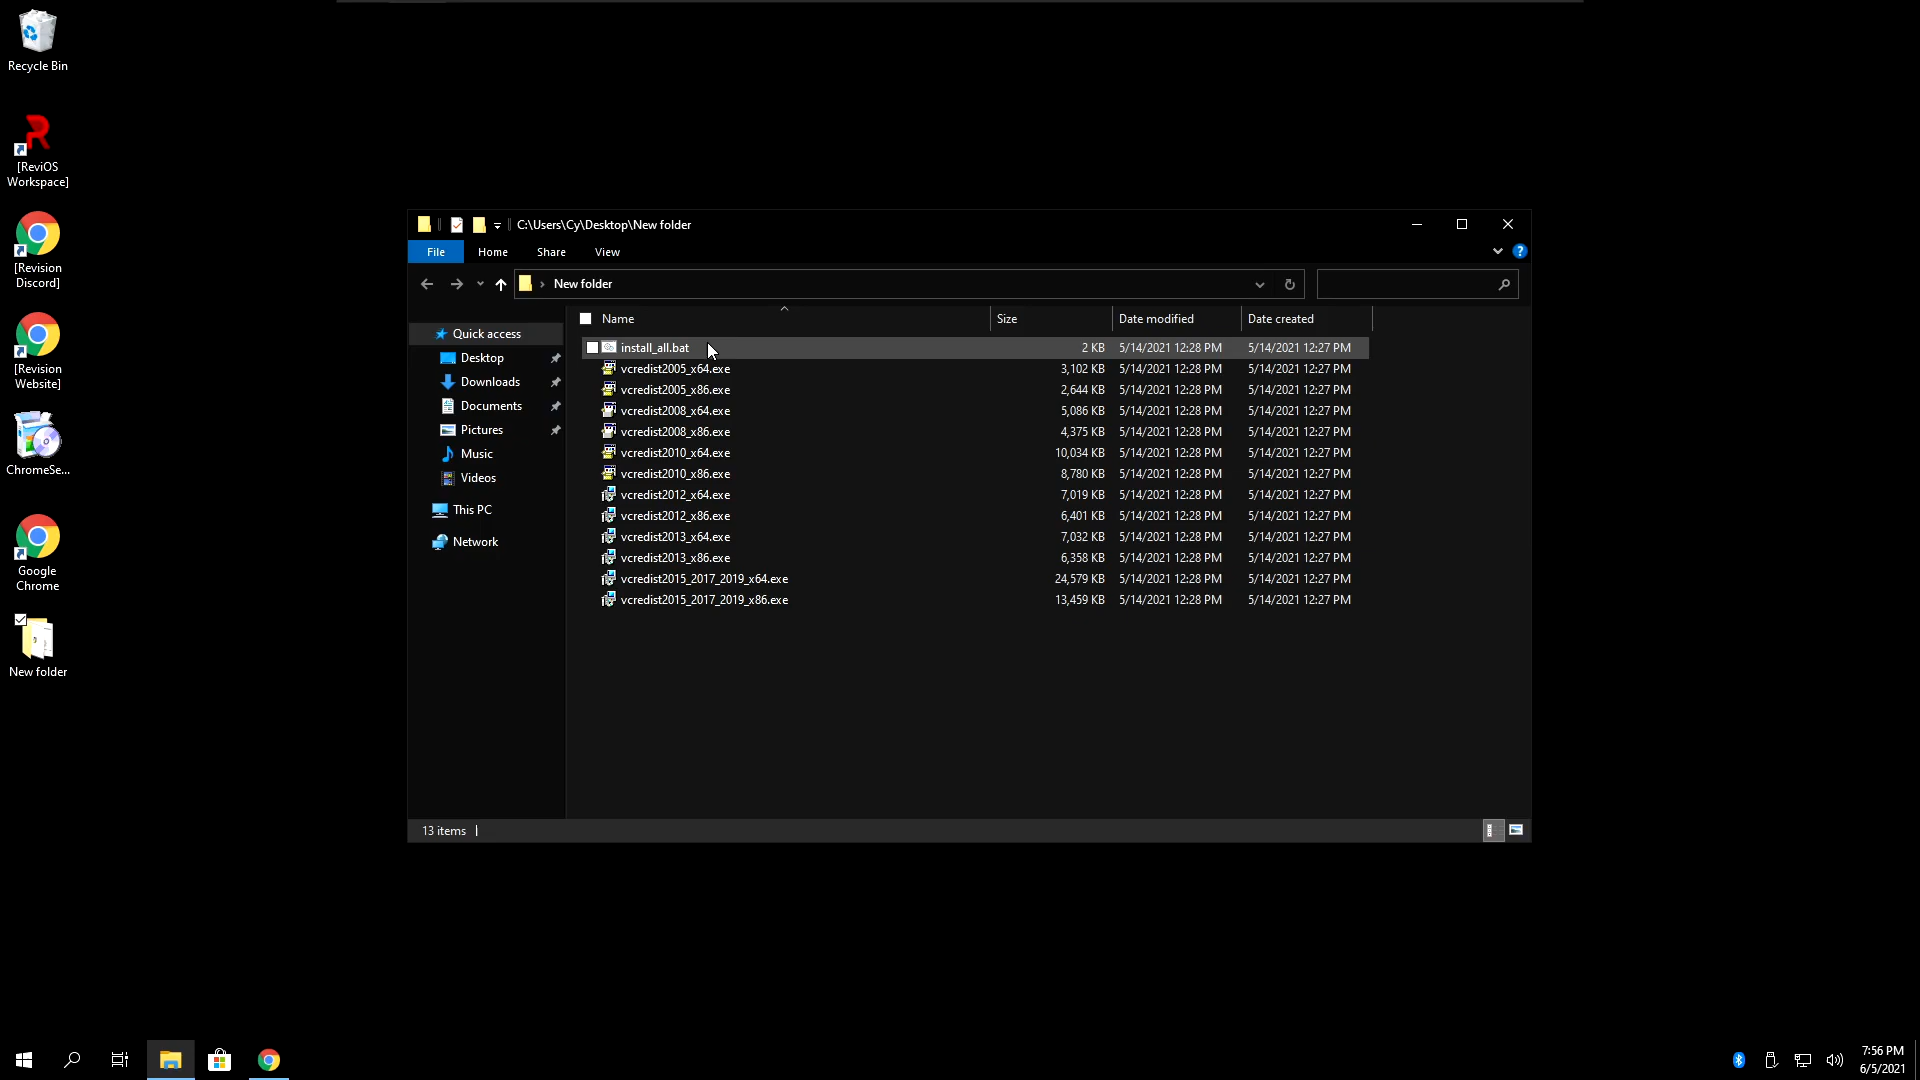 Recycle Bin
[ReviOS
Workspace]
[Revision
Discord]
[Revision
Website]
ChromeSe...
Google
Chrome
New folder
C:\Users\Cy\Desktop\New folder
File Home Share View
New folder
Name Size Date modified Date created
Quick access
Desktop
Downloads
Documents
Pictures
Music
Videos
This PC
Network
install_all.bat 2 KB 5/14/2021 12:28 PM 5/14/2021 12:27 PM
vcredist2005_x64.exe 3,102 KB 5/14/2021 12:28 PM 5/14/2021 12:27 PM
vcredist2005_x86.exe 2,644 KB 5/14/2021 12:28 PM 5/14/2021 12:27 PM
vcredist2008_x64.exe 5,086 KB 5/14/2021 12:28 PM 5/14/2021 12:27 PM
vcredist2008_x86.exe 4,375 KB 5/14/2021 12:28 PM 5/14/2021 12:27 PM
vcredist2010_x64.exe 10,034 KB 5/14/2021 12:28 PM 5/14/2021 12:27 PM
vcredist2010_x86.exe 8,780 KB 5/14/2021 12:28 PM 5/14/2021 12:27 PM
vcredist2012_x64.exe 7,019 KB 5/14/2021 12:28 PM 5/14/2021 12:27 PM
vcredist2012_x86.exe 6,401 KB 5/14/2021 12:28 PM 5/14/2021 12:27 PM
vcredist2013_x64.exe 7,032 KB 5/14/2021 12:28 PM 5/14/2021 12:27 PM
vcredist2013_x86.exe 6,358 KB 5/14/2021 12:28 PM 5/14/2021 12:27 PM
vcredist2015_2017_2019_x64.exe 24,579 KB 5/14/2021 12:28 PM 5/14/2021 12:27 PM
vcredist2015_2017_2019_x86.exe 13,459 KB 5/14/2021 12:28 PM 5/14/2021 12:27 PM
13 items
7:56 PM
6/5/2021